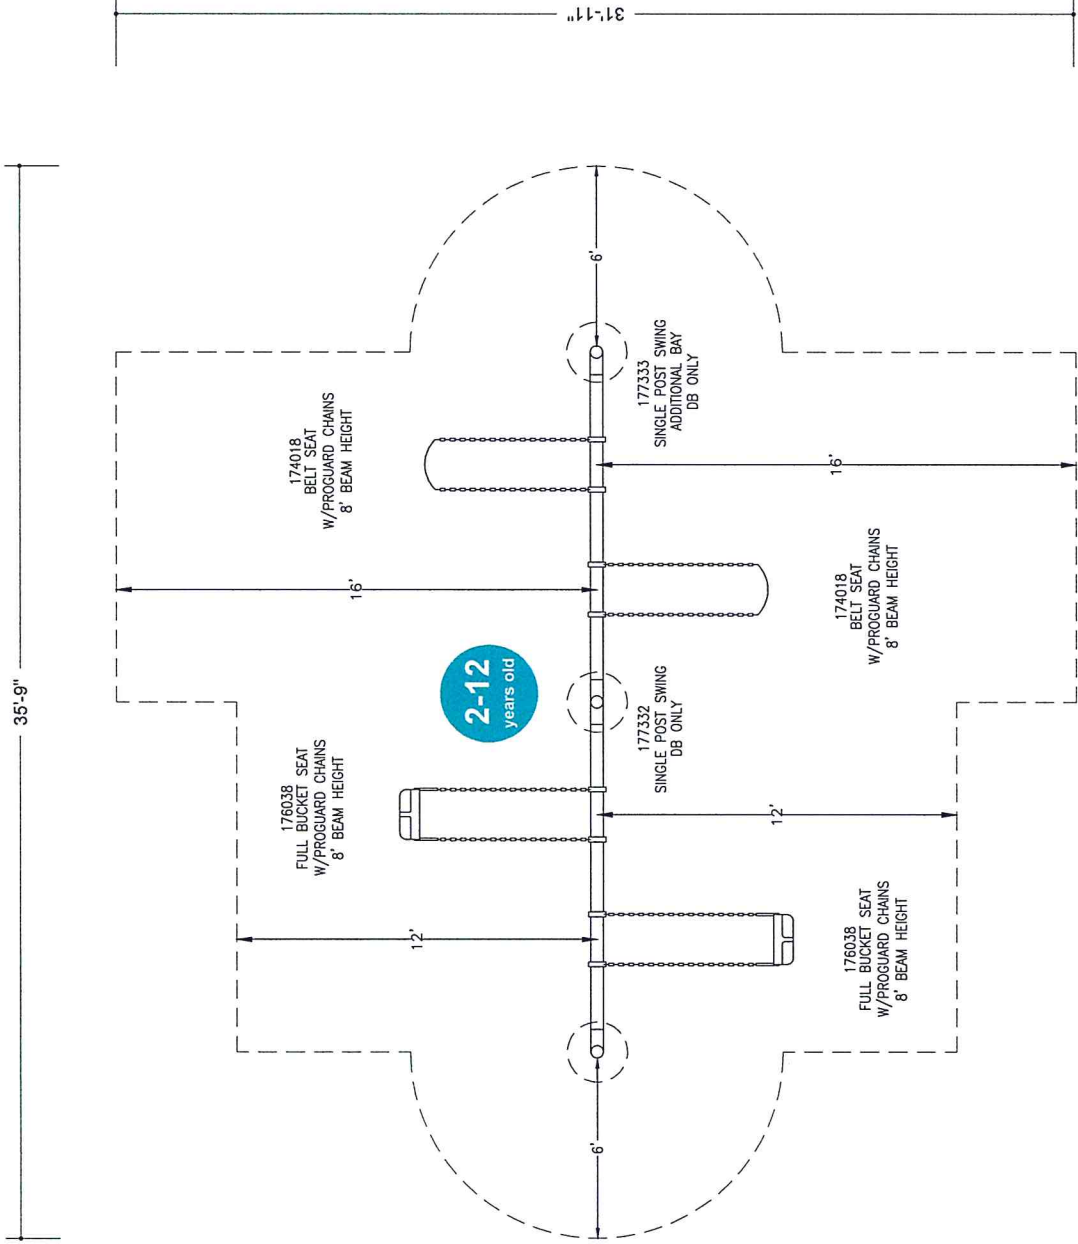 35'-9"
31'-11"
174018
BELT SEAT
W/PROGUARD CHAINS
8' BEAM HEIGHT
6'
177333
SINGLE POST SWING
ADDITIONAL BAY
DB ONLY
16'
16'
174018
BELT SEAT
W/PROGUARD CHAINS
8' BEAM HEIGHT
2-12
years old
177332
SINGLE POST SWING
DB ONLY
176038
FULL BUCKET SEAT
W/PROGUARD CHAINS
8' BEAM HEIGHT
12'
12'
176038
FULL BUCKET SEAT
W/PROGUARD CHAINS
8' BEAM HEIGHT
6'